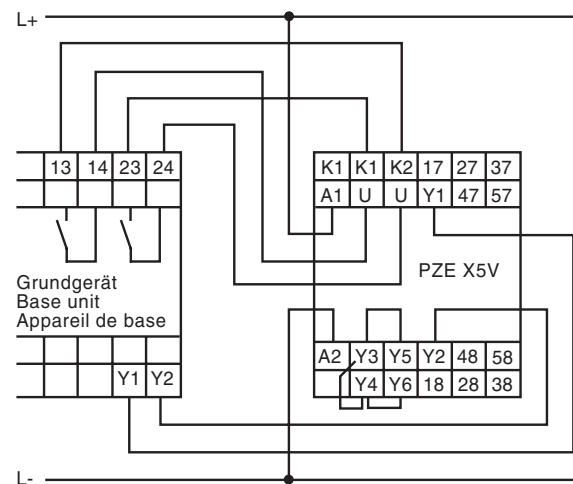 L+
13 14 23 24
K1 K1 K2 17 27 37
A1 U U Y1 47 57
PZE X5V
Grundgerät
Base unit
Appareil de base
A2 Y3 Y5 Y2 48 58
Y4 Y6 18 28 38
Y1 Y2
L-